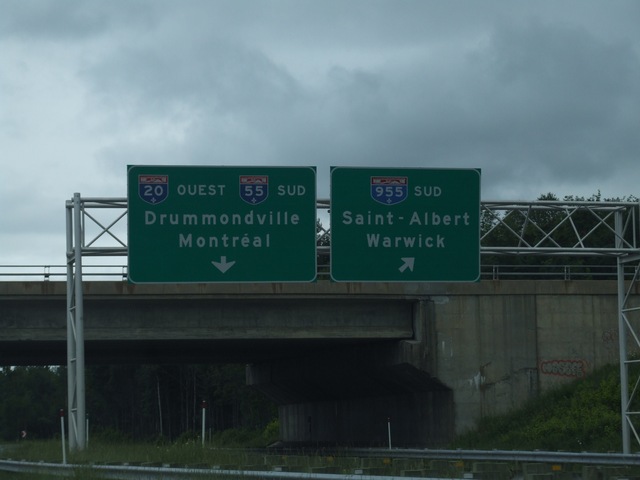 20 OUEST 55 SUD
Drummondville
Montréal
955 SUD
Saint-Albert
Warwick